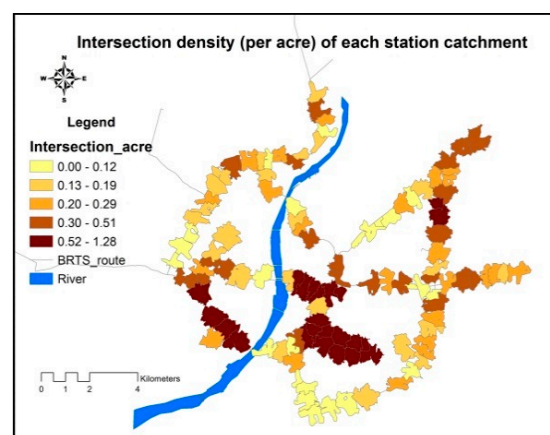 Intersection density (per acre) of each station catchment
N
W E
S
Legend
Intersection_acre
0.00 - 0.12
0.13 - 0.19
0.20 - 0.29
0.30 - 0.51
0.52 - 1.28
BRTS_route
River
Kilometers
0 1 2 4